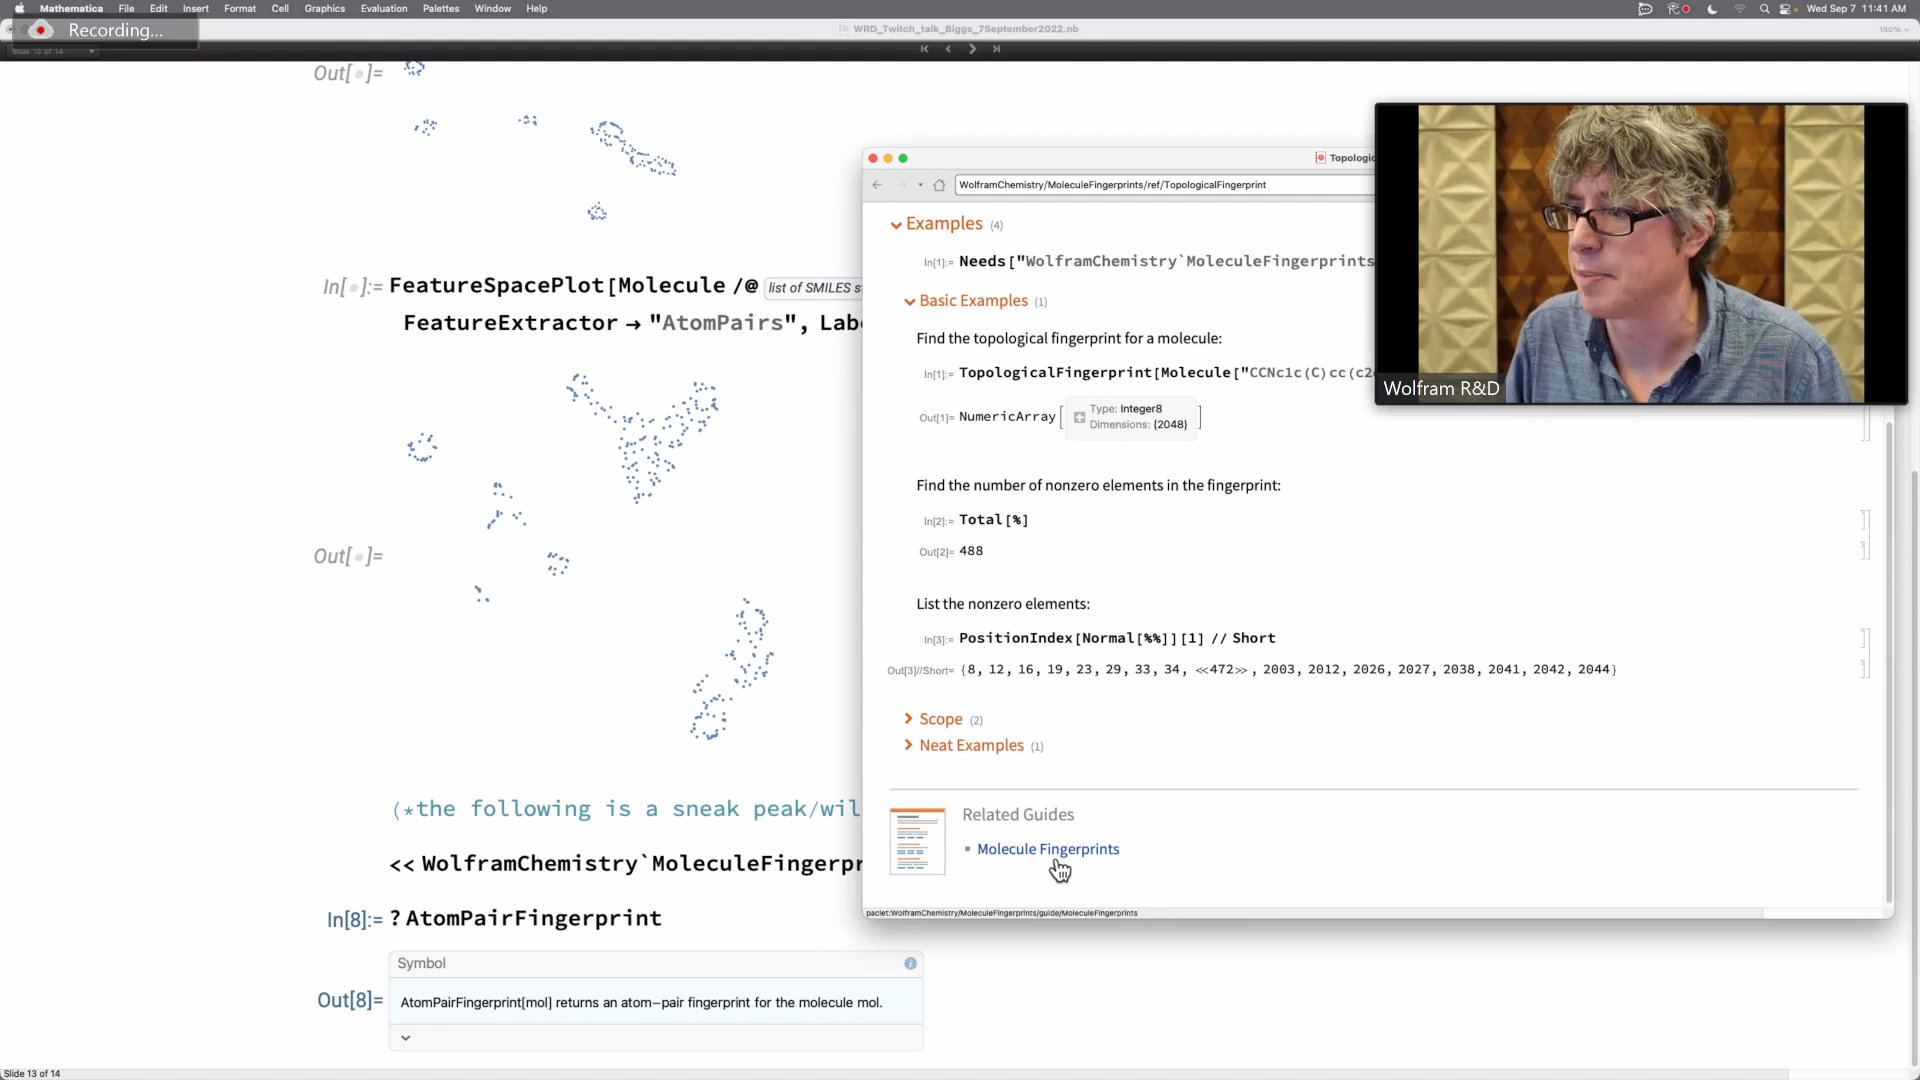 Mathematica File Edit Insert Format Cell Graphics Evaluation Palettes Window Help Wed Sep 7 11:41 AM
Recording...
WRD_Twitch_talk_Biggs_7September2022.nb
150%
Slide 13 of 14
Out[ ]=
In[ ]:= FeatureSpacePlot[Molecule /@ list of SMILES s
FeatureExtractor → "AtomPairs", Labe
Out[ ]=
(*the following is a sneak peak/wil
<< WolframChemistry`MoleculeFingerpr
In[8]:= ? AtomPairFingerprint
Symbol
Out[8]= AtomPairFingerprint[mol] returns an atom–pair fingerprint for the molecule mol.
Slide 13 of 14
Topologic
WolframChemistry/MoleculeFingerprints/ref/TopologicalFingerprint
Examples (4)
In[1]:= Needs["WolframChemistry`MoleculeFingerprints
Basic Examples (1)
Find the topological fingerprint for a molecule:
In[1]:= TopologicalFingerprint[Molecule["CCNc1c(C)cc(c2
Out[1]= NumericArray[ Type: Integer8 ]
Dimensions: {2048}
Find the number of nonzero elements in the fingerprint:
In[2]:= Total[%]
Out[2]= 488
List the nonzero elements:
In[3]:= PositionIndex[Normal[%%]][1] // Short
Out[3]//Short= {8, 12, 16, 19, 23, 29, 33, 34, <<472>>, 2003, 2012, 2026, 2027, 2038, 2041, 2042, 2044}
Scope (2)
Neat Examples (1)
Related Guides
Molecule Fingerprints
paclet:WolframChemistry/MoleculeFingerprints/guide/MoleculeFingerprints
Wolfram R&D